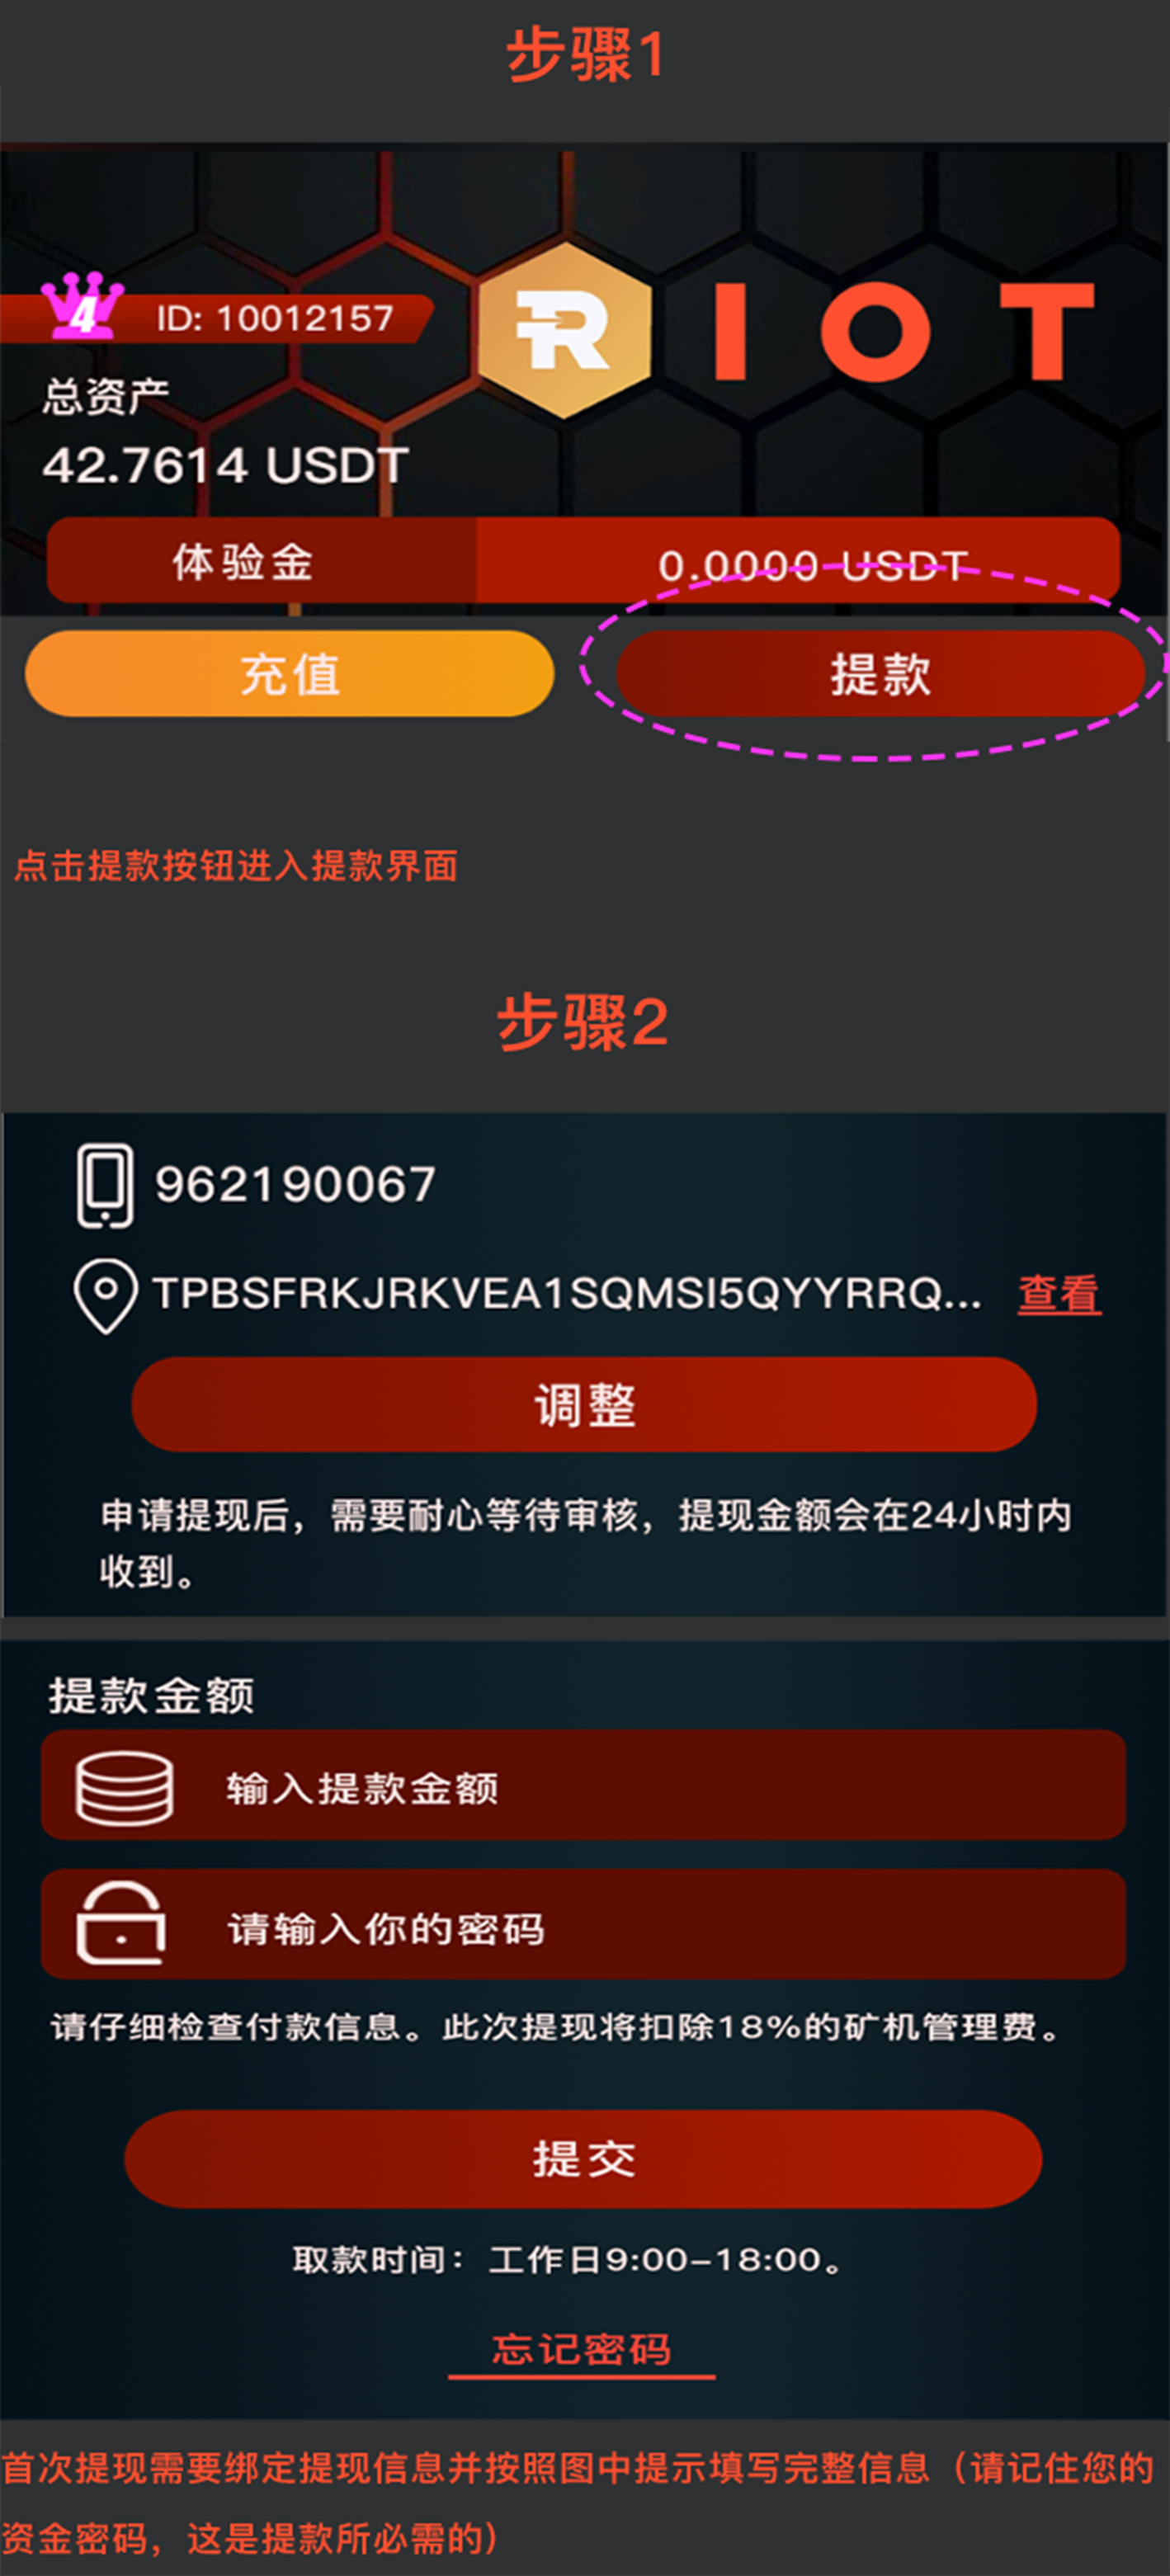 步骤1
4 ID: 10012157
R I O T
总资产
42.7614 USDT
体验金 0.0000 USDT
充值 提款
点击提款按钮进入提款界面
步骤2
962190067
TPBSFRKJRKVEA1SQMSI5QYYRRQ... 查看
调整
申请提现后，需要耐心等待审核，提现金额会在24小时内
收到。
提款金额
输入提款金额
请输入你的密码
请仔细检查付款信息。此次提现将扣除18%的矿机管理费。
提交
取款时间： 工作日9:00-18:00。
忘记密码
首次提现需要绑定提现信息并按照图中提示填写完整信息（请记住您的
资金密码，这是提款所必需的）